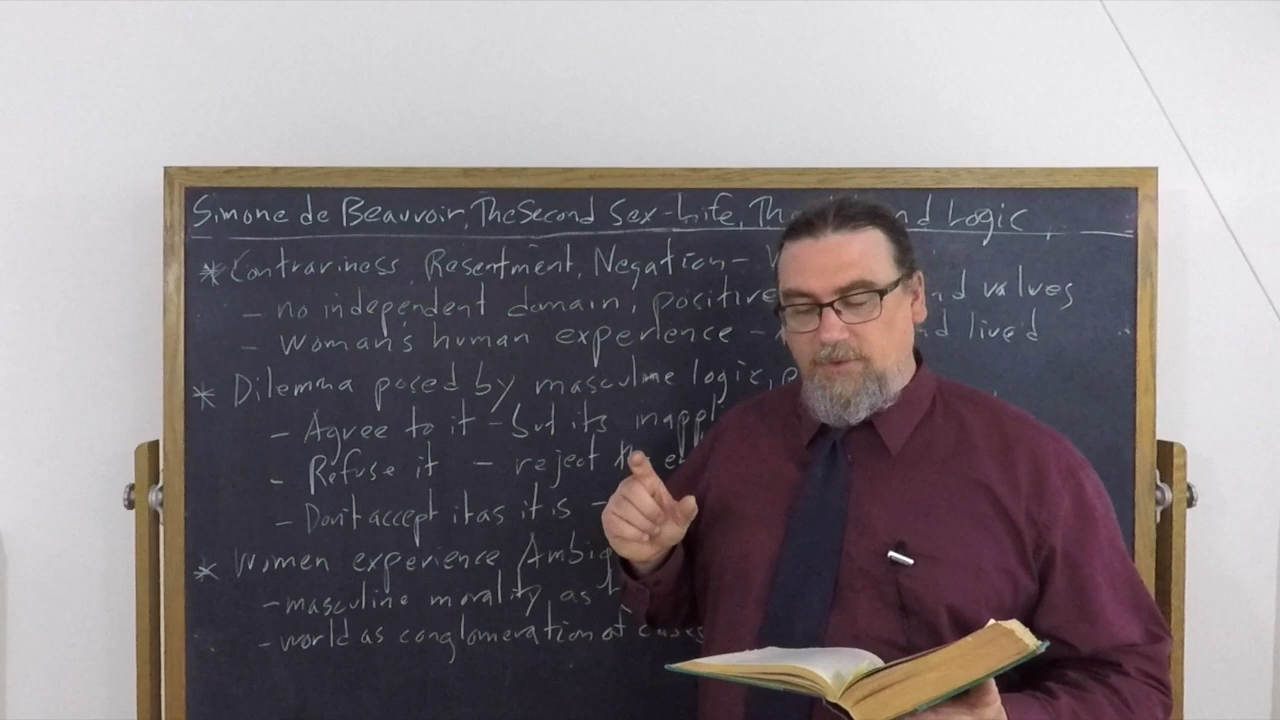 Simone de Beauvoir, The Second Sex - Life, Th nd Logic
* Contrariness, Resentment, Negation -
- no independent domain, positive nd values
- woman's human experience - nd lived
* Dilemma posed by masculine logic,
- Agree to it - but its inappli
- Refuse it - reject the
- Don't accept it as it is -
* Women experience Ambig
- masculine morality as
- world as conglomeration of cases